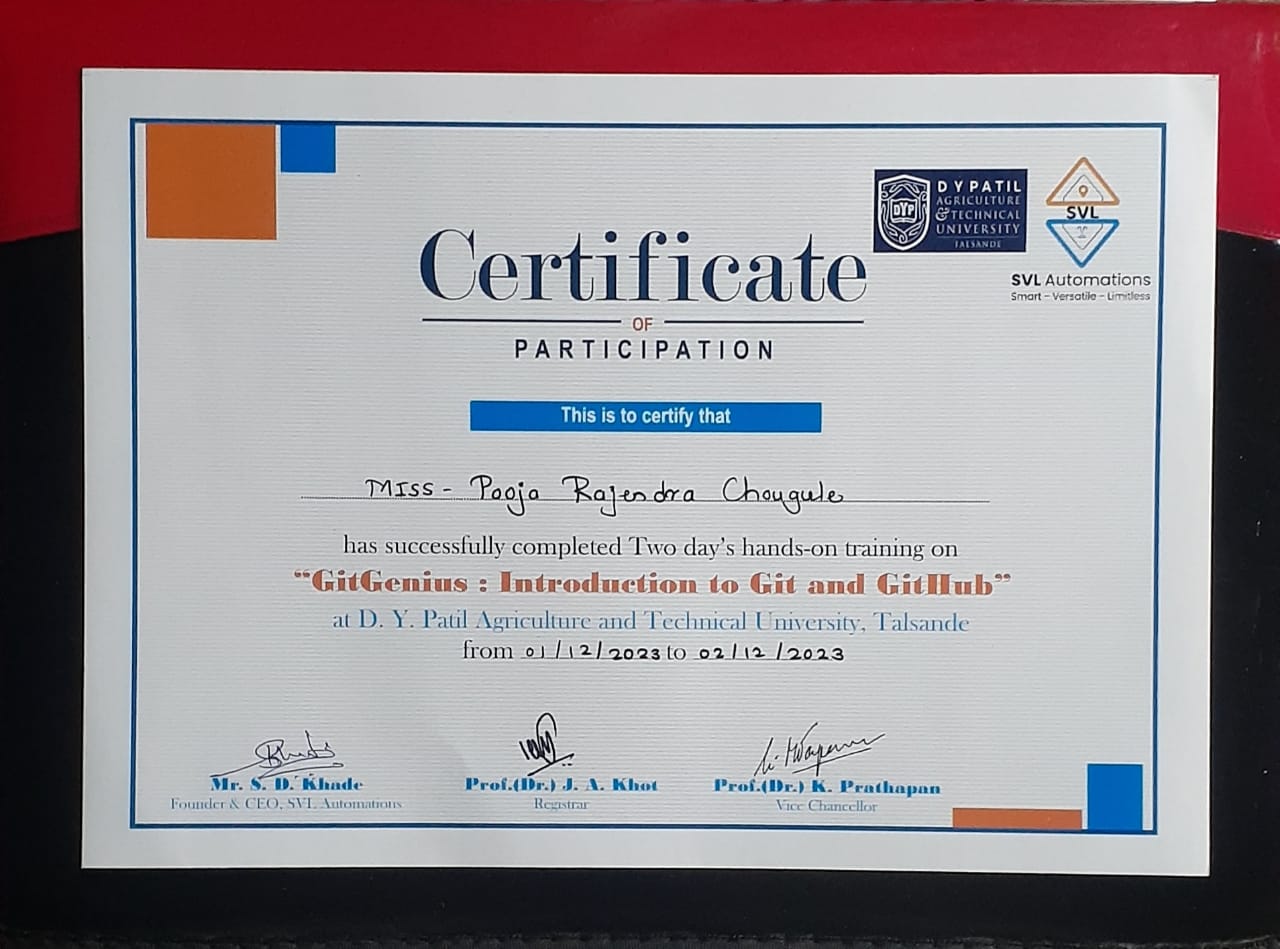 D Y PATIL
AGRICULTURE
& TECHNICAL
UNIVERSITY
TALSANDE
DYP
SVL
SVL Automations
Smart - Versatile - Limitless
Certificate
OF
PARTICIPATION
This is to certify that
MISS - Pooja Rajendra Chougule
has successfully completed Two day's hands-on training on
“GitGenius : Introduction to Git and GitHub”
at D. Y. Patil Agriculture and Technical University, Talsande
from 01/12/2023 to 02/12/2023
Mr. S. D. Khade Prof.(Dr.) J. A. Khot Prof.(Dr.) K. Prathapan
Founder & CEO, SVL Automations Registrar Vice Chancellor